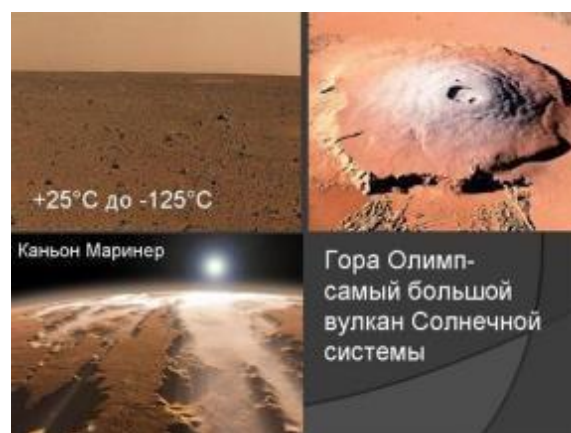 +25°C до -125°C
Каньон Маринер
Гора Олимп-
самый большой
вулкан Солнечной
системы